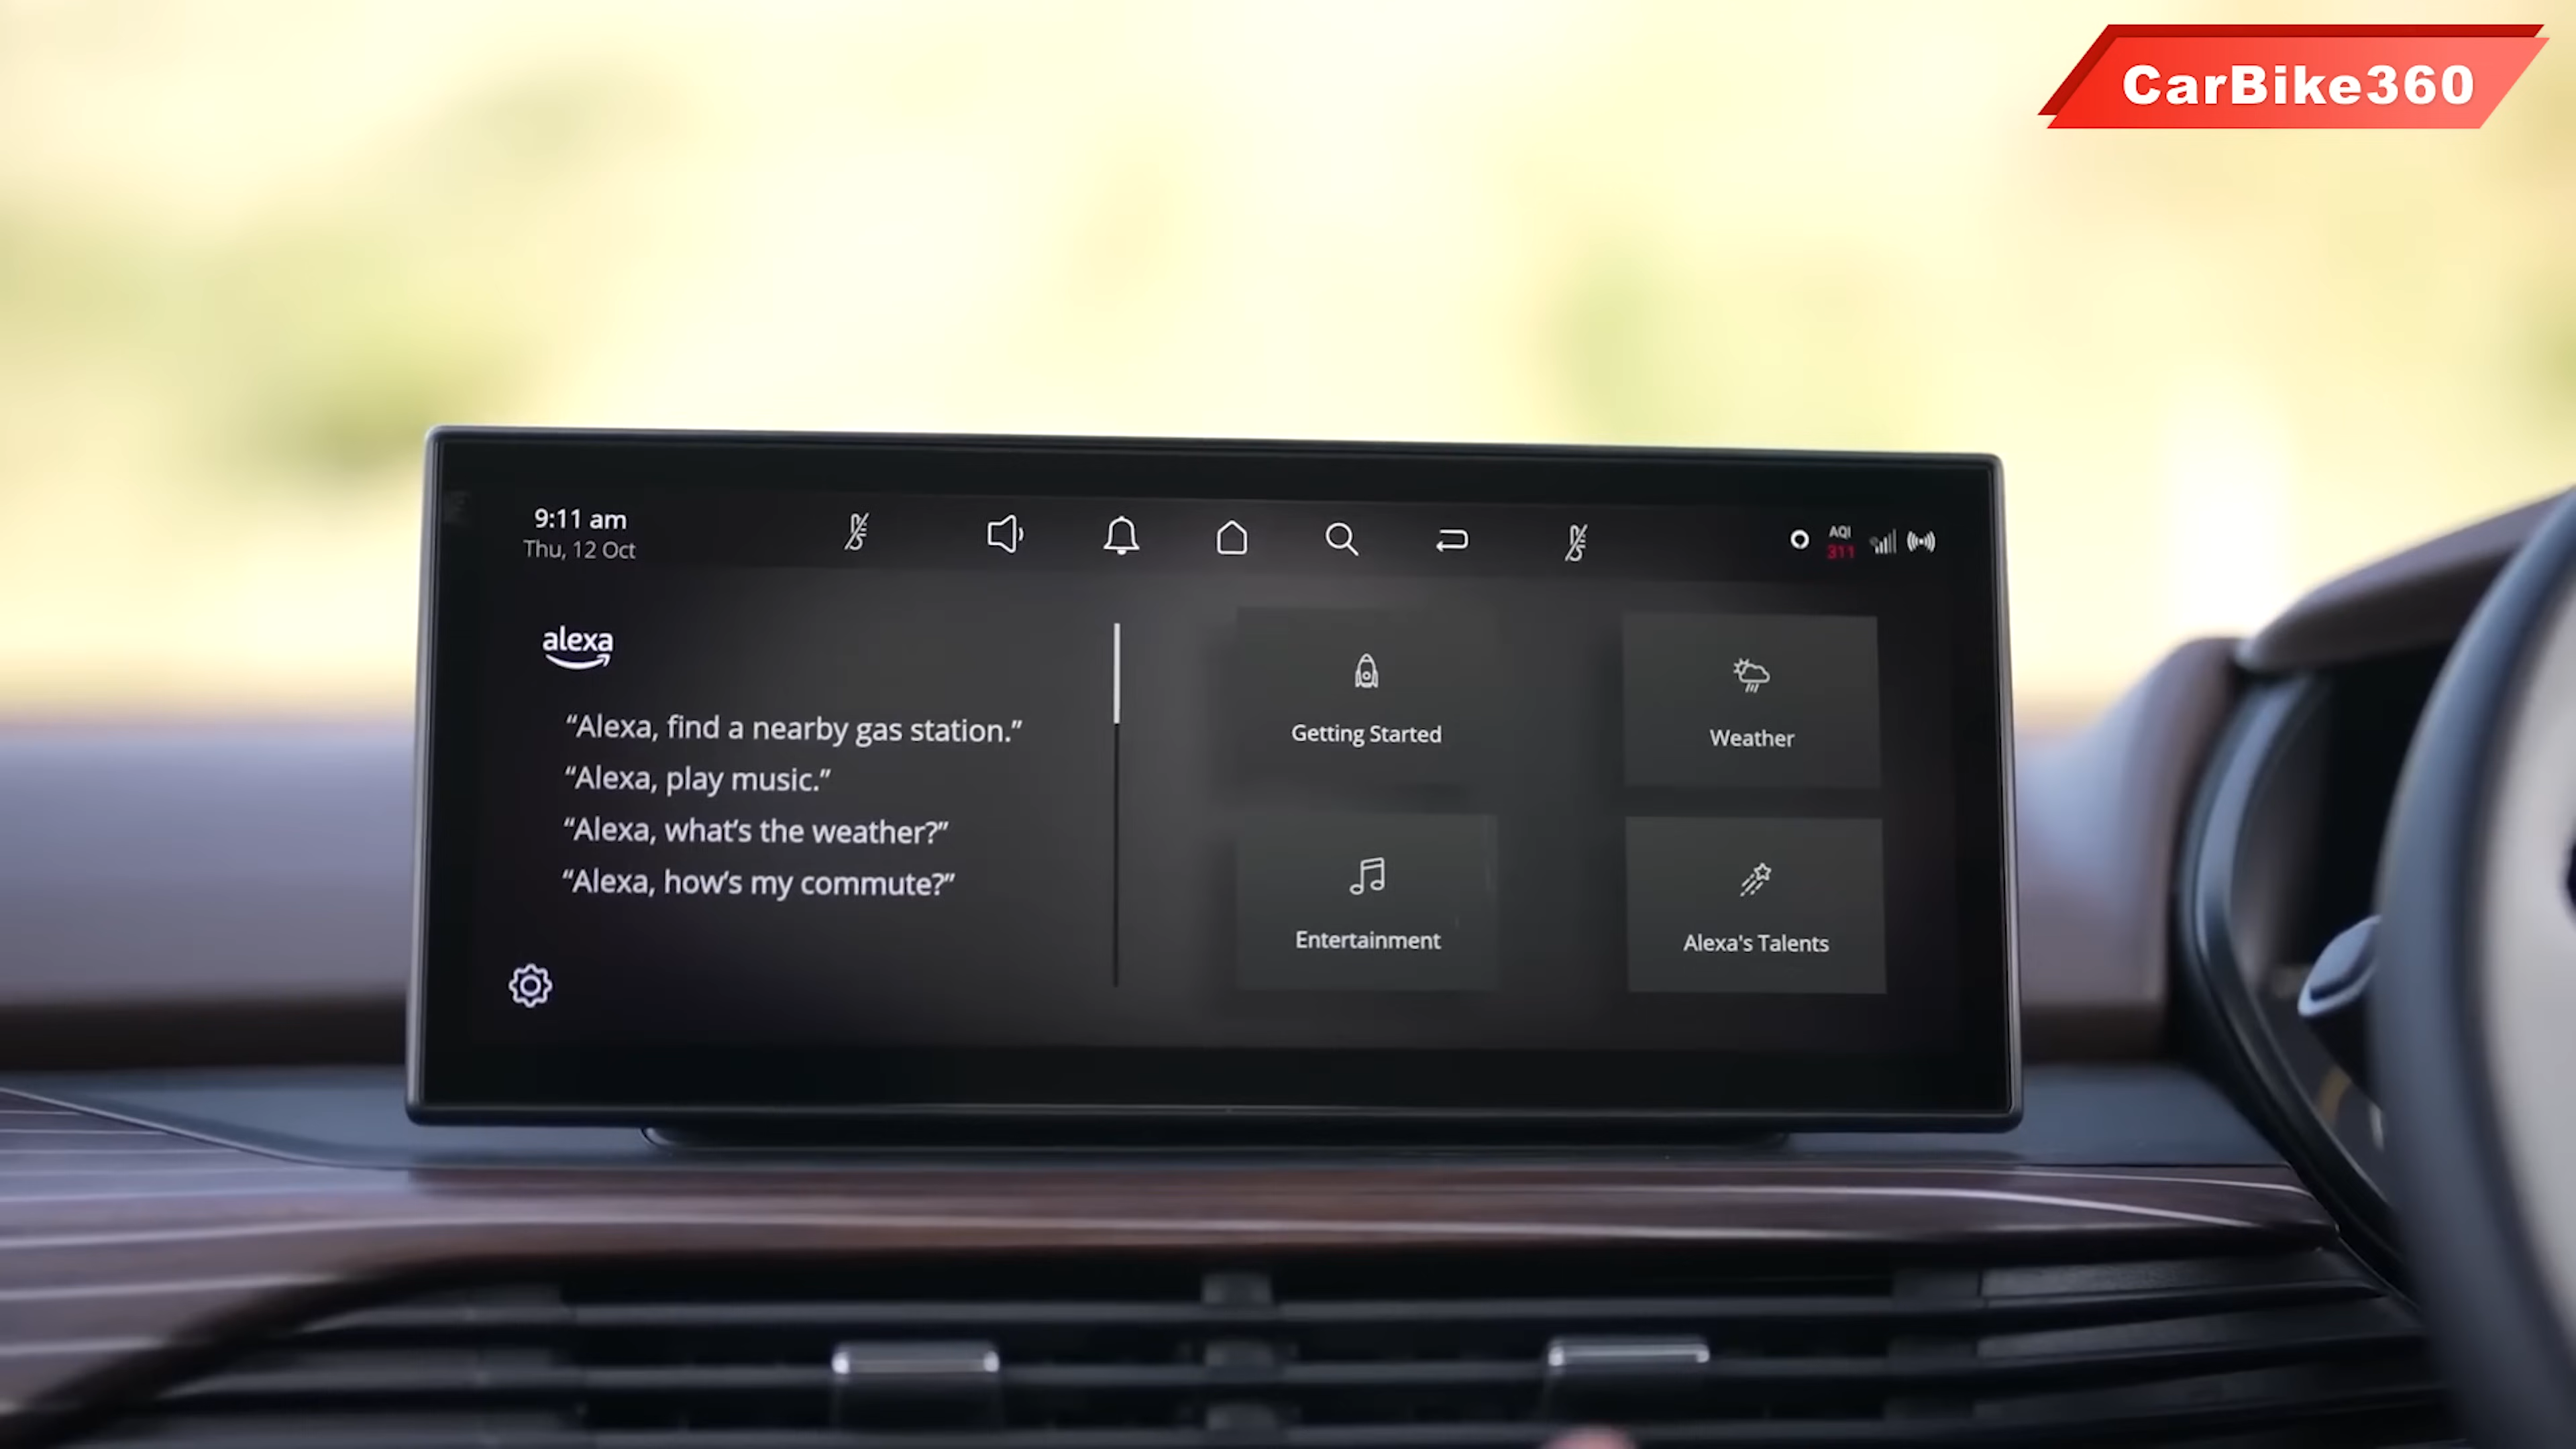 CarBike360
9:11 am
Thu, 12 Oct
AQI
311
alexa
“Alexa, find a nearby gas station.”
“Alexa, play music.”
“Alexa, what’s the weather?”
“Alexa, how’s my commute?”
Getting Started
Weather
Entertainment
Alexa's Talents